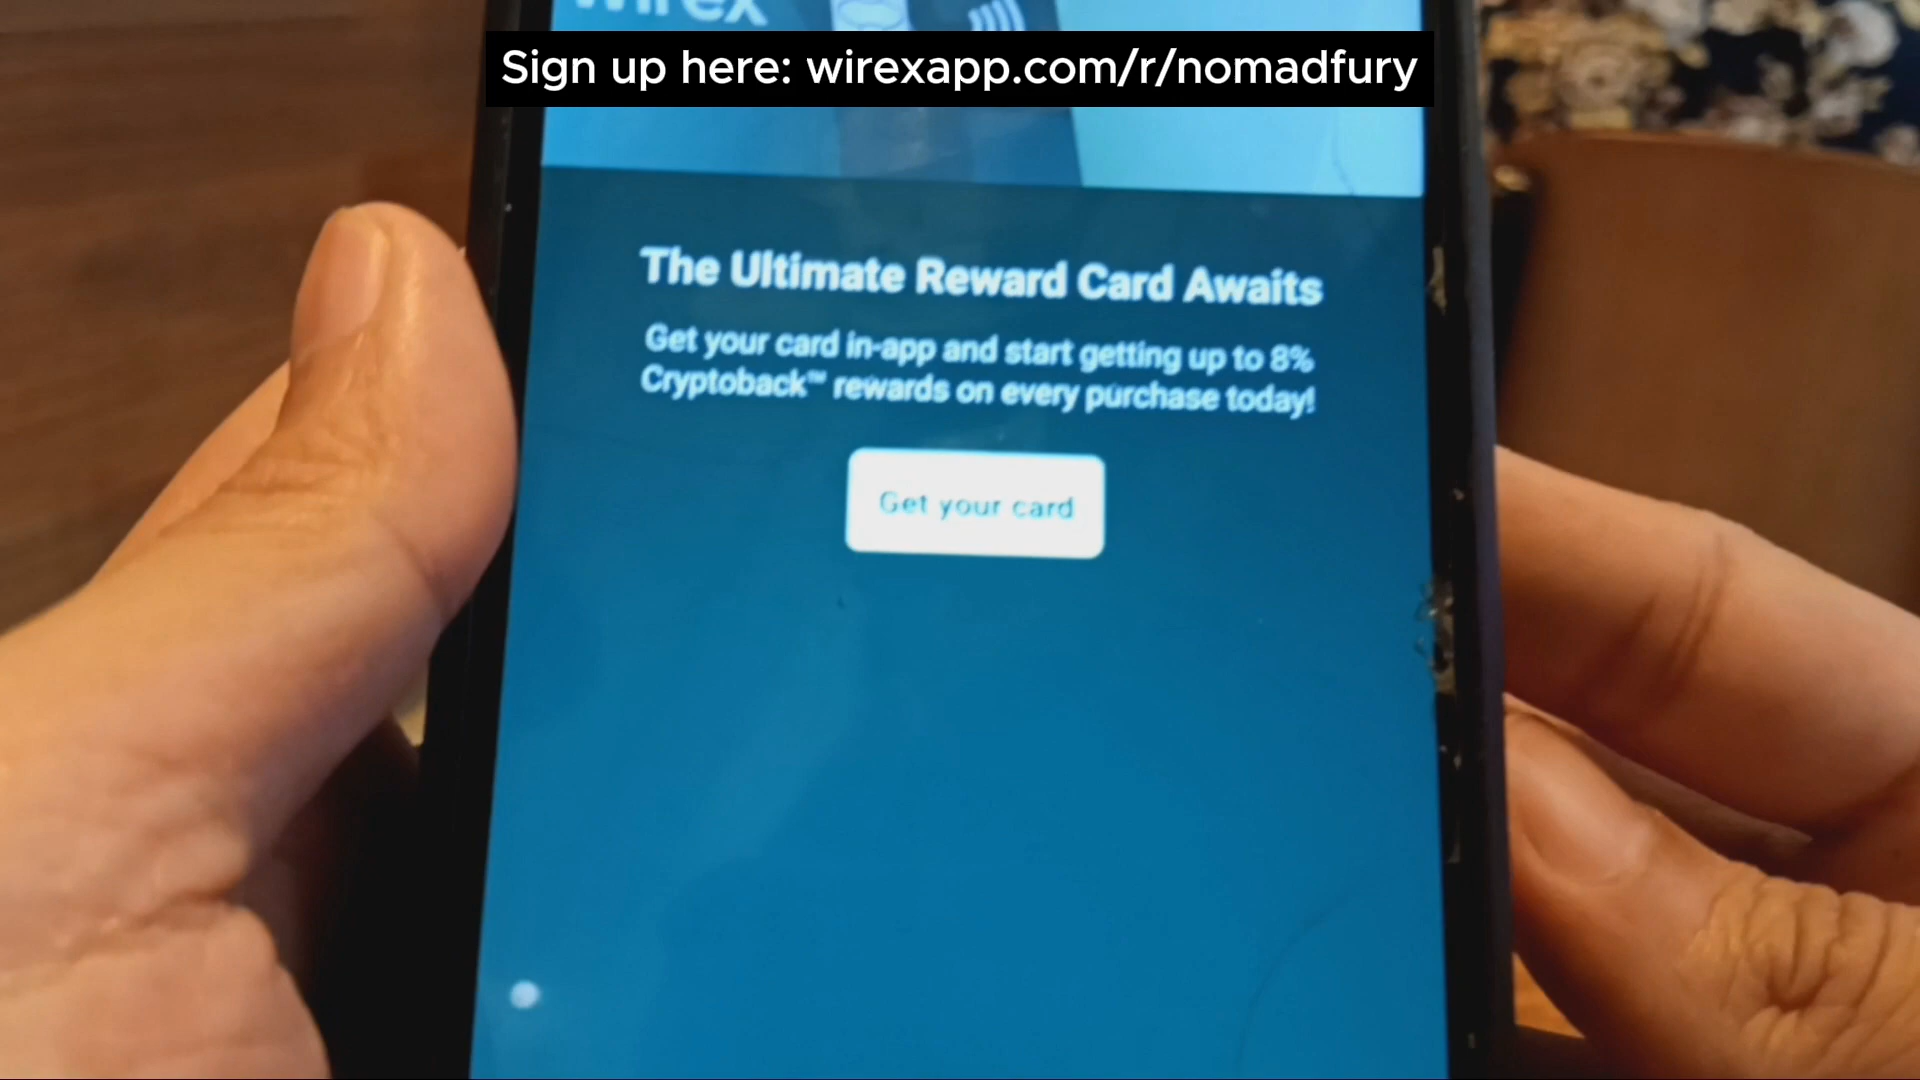 wirex
Sign up here: wirexapp.com/r/nomadfury
The Ultimate Reward Card Awaits
Get your card in-app and start getting up to 8%
Cryptoback™ rewards on every purchase today!
Get your card